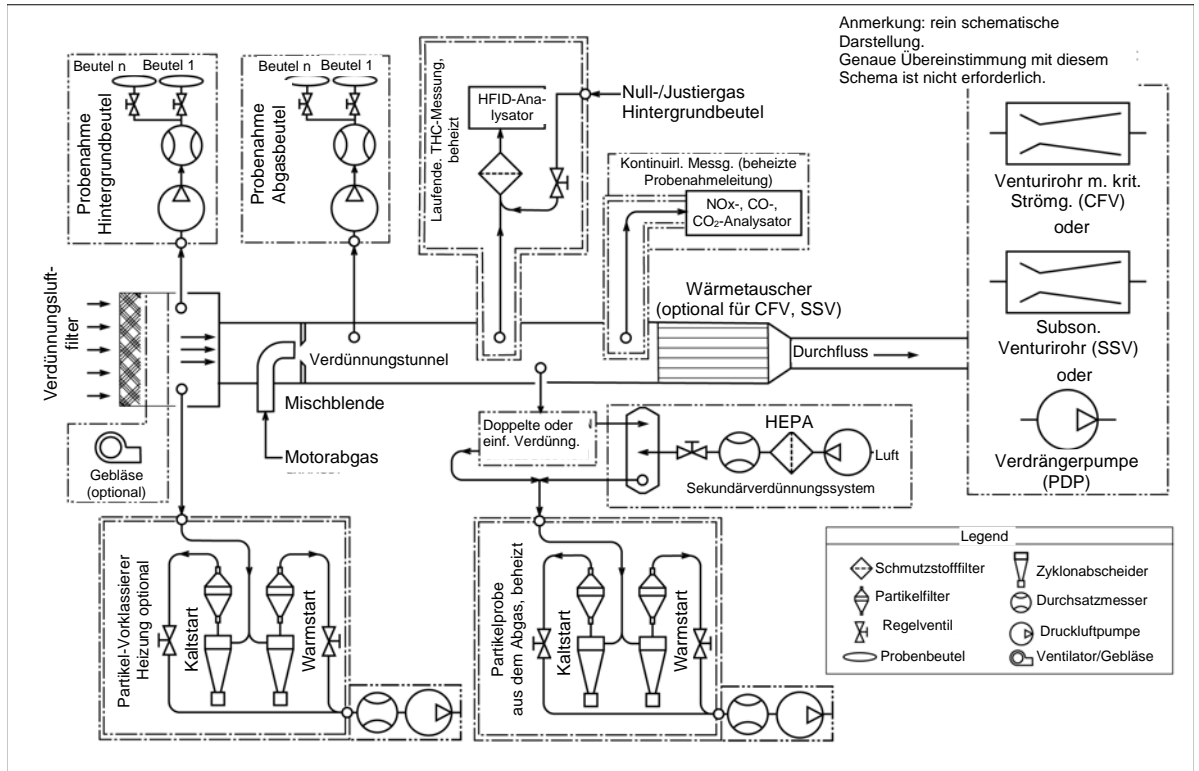 Anmerkung: rein schematische
Darstellung.
Genaue Übereinstimmung mit diesem
Schema ist nicht erforderlich.
Beutel n
Beutel 1
Probenahme
Hintergrundbeutel
Beutel n
Beutel 1
Probenahme
Abgasbeutel
Laufende. THC-Messung,
beheizt
HFID-Ana-
lysator
Null-/Justiergas
Hintergrundbeutel
Kontinuirl. Messg. (beheizte
Probenahmeleitung)
NOx-, CO-,
CO₂-Analysator
Venturirohr m. krit.
Strömg. (CFV)
oder
Subson.
Venturirohr (SSV)
oder
Verdrängerpumpe
(PDP)
Verdünnungsluft-
filter
Verdünnungstunnel
Wärmetauscher
(optional für CFV, SSV)
Durchfluss
Mischblende
Motorabgas
Gebläse
(optional)
Doppelte oder
einf. Verdünng.
HEPA
Luft
Sekundärverdünnungssystem
Partikel-Vorklassierer
Heizung optional
Kaltstart
Warmstart
Partikelprobe
aus dem Abgas, beheizt
Kaltstart
Warmstart
Legend
Schmutzstofffilter
Zyklonabscheider
Partikelfilter
Durchsatzmesser
Regelventil
Druckluftpumpe
Probenbeutel
Ventilator/Gebläse